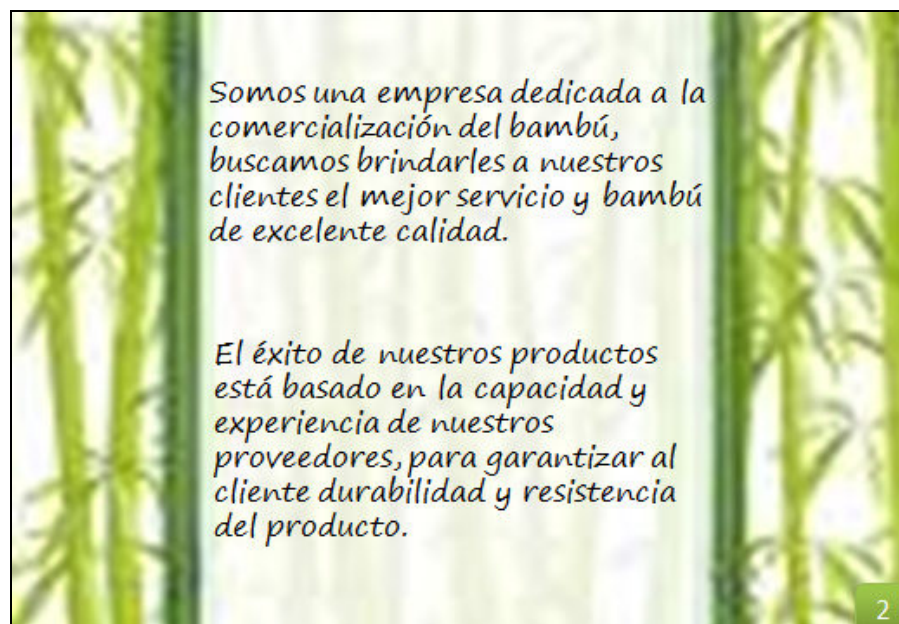 Somos una empresa dedicada a la
comercialización del bambú,
buscamos brindarles a nuestros
clientes el mejor servicio y bambú
de excelente calidad.
El éxito de nuestros productos
está basado en la capacidad y
experiencia de nuestros
proveedores, para garantizar al
cliente durabilidad y resistencia
del producto.
2